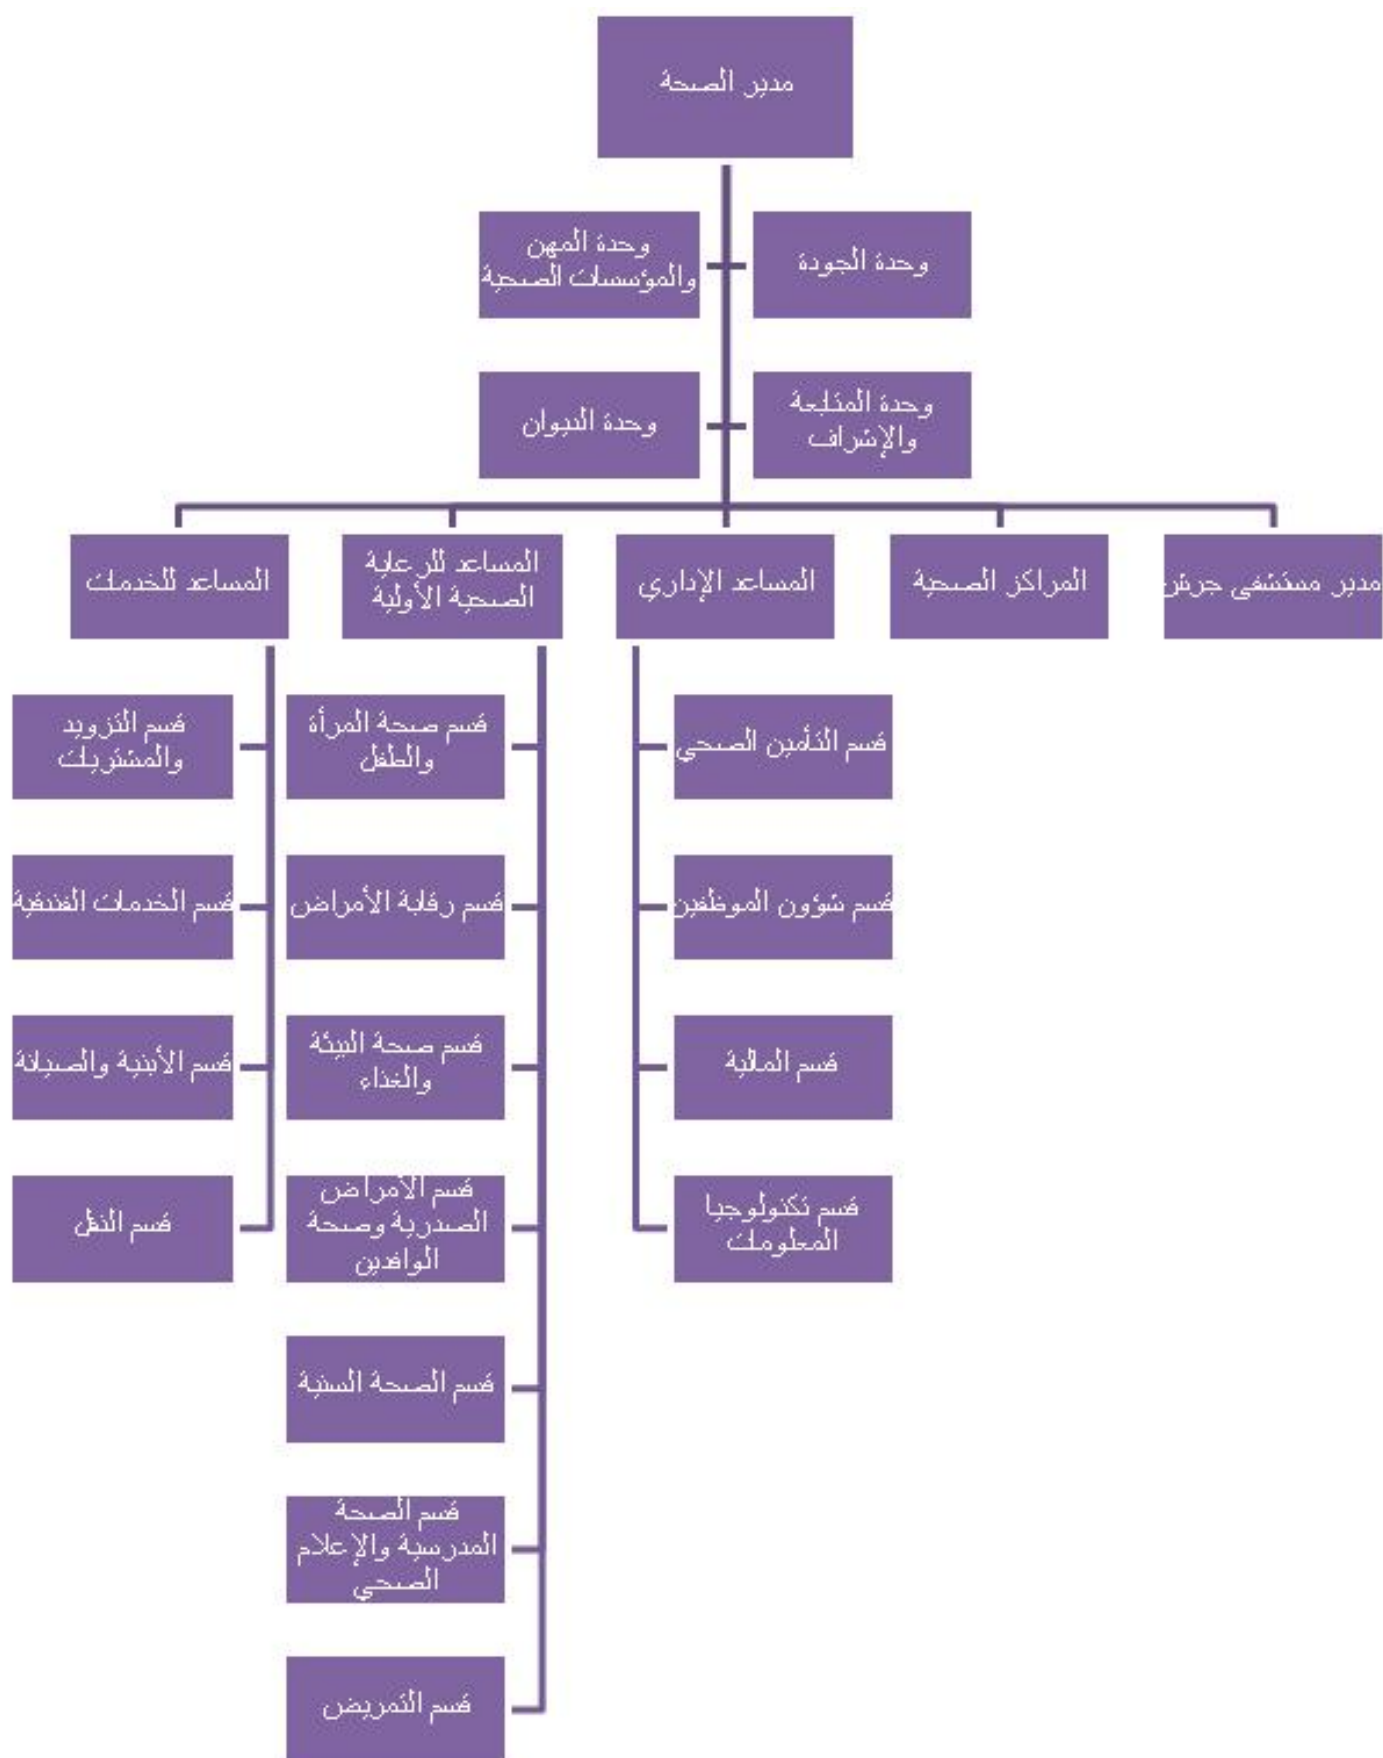 مدير الصحة
وحدة الجودة
وحدة المهن
والمؤسسات الصحية
وحدة المتابعة
والإشراف
وحدة الديوان
مدير مستشفى جرش
المراكز الصحية
المساعد الإداري
المساعد للرعاية
الصحية الأولية
المساعد للخدمات
قسم التأمين الصحي
قسم شؤون الموظفين
قسم المالية
قسم تكنولوجيا
المعلومات
قسم صحة المرأة
والطفل
قسم رقابة الأمراض
قسم صحة البيئة
والغذاء
قسم الأمراض
الصدرية وصحة
الوافدين
قسم الصحة السنية
قسم الصحة
المدرسية والإعلام
الصحي
قسم التمريض
قسم التزويد
والمشتريات
قسم الخدمات الفندقية
قسم الأبنية والصيانة
قسم النقل